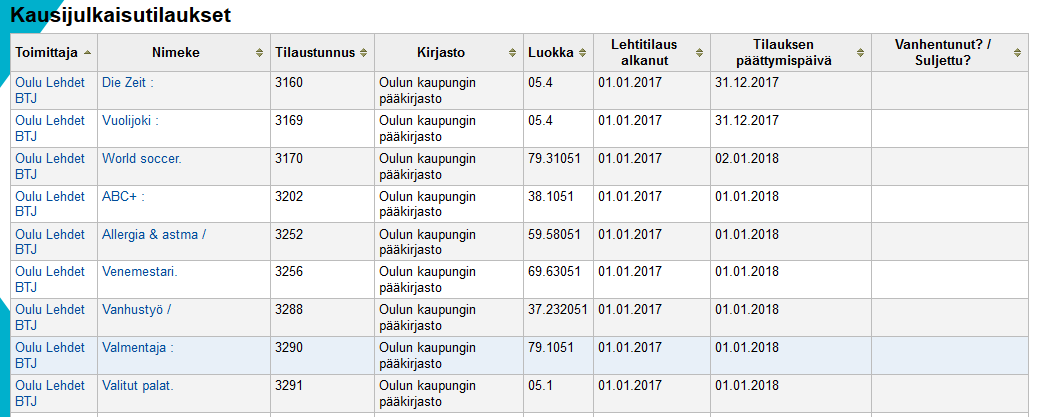 Kausijulkaisutilaukset
Toimittaja Nimeke Tilaustunnus Kirjasto Luokka Lehtitilaus alkanut Tilauksen päättymispäivä Vanhentunut? / Suljettu?
Oulu Lehdet BTJ Die Zeit : 3160 Oulun kaupungin pääkirjasto 05.4 01.01.2017 31.12.2017
Oulu Lehdet BTJ Vuolijoki : 3169 Oulun kaupungin pääkirjasto 05.4 01.01.2017 31.12.2017
Oulu Lehdet BTJ World soccer. 3170 Oulun kaupungin pääkirjasto 79.31051 01.01.2017 02.01.2018
Oulu Lehdet BTJ ABC+ : 3202 Oulun kaupungin pääkirjasto 38.1051 01.01.2017 01.01.2018
Oulu Lehdet BTJ Allergia & astma / 3252 Oulun kaupungin pääkirjasto 59.58051 01.01.2017 01.01.2018
Oulu Lehdet BTJ Venemestari. 3256 Oulun kaupungin pääkirjasto 69.63051 01.01.2017 01.01.2018
Oulu Lehdet BTJ Vanhustyö / 3288 Oulun kaupungin pääkirjasto 37.232051 01.01.2017 01.01.2018
Oulu Lehdet BTJ Valmentaja : 3290 Oulun kaupungin pääkirjasto 79.1051 01.01.2017 01.01.2018
Oulu Lehdet BTJ Valitut palat. 3291 Oulun kaupungin pääkirjasto 05.1 01.01.2017 01.01.2018